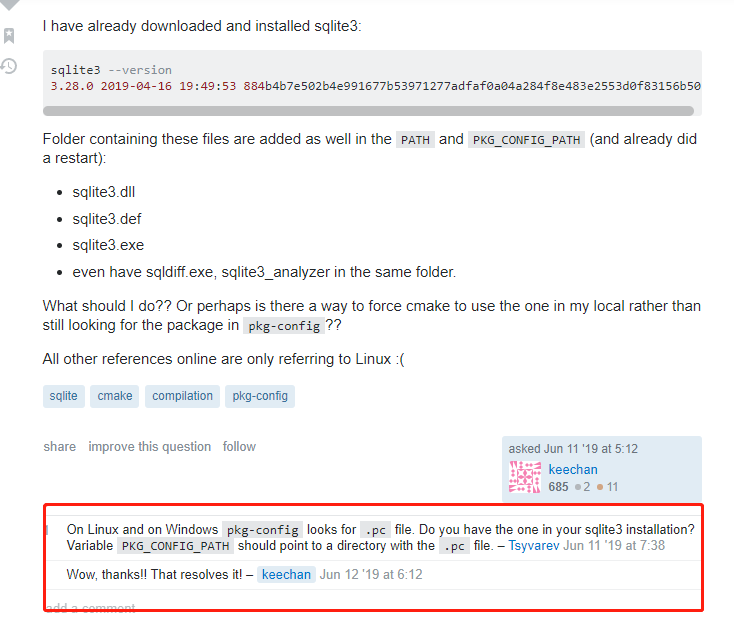 I have already downloaded and installed sqlite3:
sqlite3 --version
3.28.0 2019-04-16 19:49:53 884b4b7e502b4e991677b53971277adfaf0a04a284f8e483e2553d0f83156b50
Folder containing these files are added as well in the PATH and PKG_CONFIG_PATH (and already did
a restart):
• sqlite3.dll
• sqlite3.def
• sqlite3.exe
• even have sqldiff.exe, sqlite3_analyzer in the same folder.
What should I do?? Or perhaps is there a way to force cmake to use the one in my local rather than
still looking for the package in pkg-config ??
All other references online are only referring to Linux :(
sqlite cmake compilation pkg-config
share improve this question follow
asked Jun 11 '19 at 5:12
keechan
685 ●2 ●11
On Linux and on Windows pkg-config looks for .pc file. Do you have the one in your sqlite3 installation?
Variable PKG_CONFIG_PATH should point to a directory with the .pc file. – Tsyvarev Jun 11 '19 at 7:38
Wow, thanks!! That resolves it! – keechan Jun 12 '19 at 6:12
add a comment